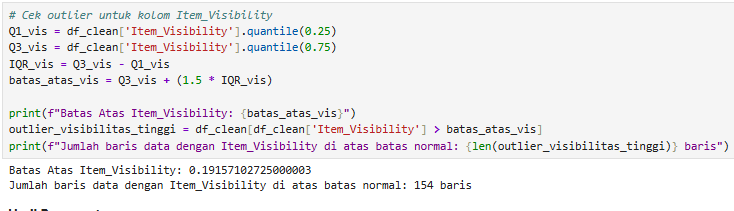 # Cek outlier untuk kolom Item_Visibility
Q1_vis = df_clean['Item_Visibility'].quantile(0.25)
Q3_vis = df_clean['Item_Visibility'].quantile(0.75)
IQR_vis = Q3_vis - Q1_vis
batas_atas_vis = Q3_vis + (1.5 * IQR_vis)
print(f"Batas Atas Item_Visibility: {batas_atas_vis}")
outlier_visibilitas_tinggi = df_clean[df_clean['Item_Visibility'] > batas_atas_vis]
print(f"Jumlah baris data dengan Item_Visibility di atas batas normal: {len(outlier_visibilitas_tinggi)} baris")
Batas Atas Item_Visibility: 0.19157102725000003
Jumlah baris data dengan Item_Visibility di atas batas normal: 154 baris